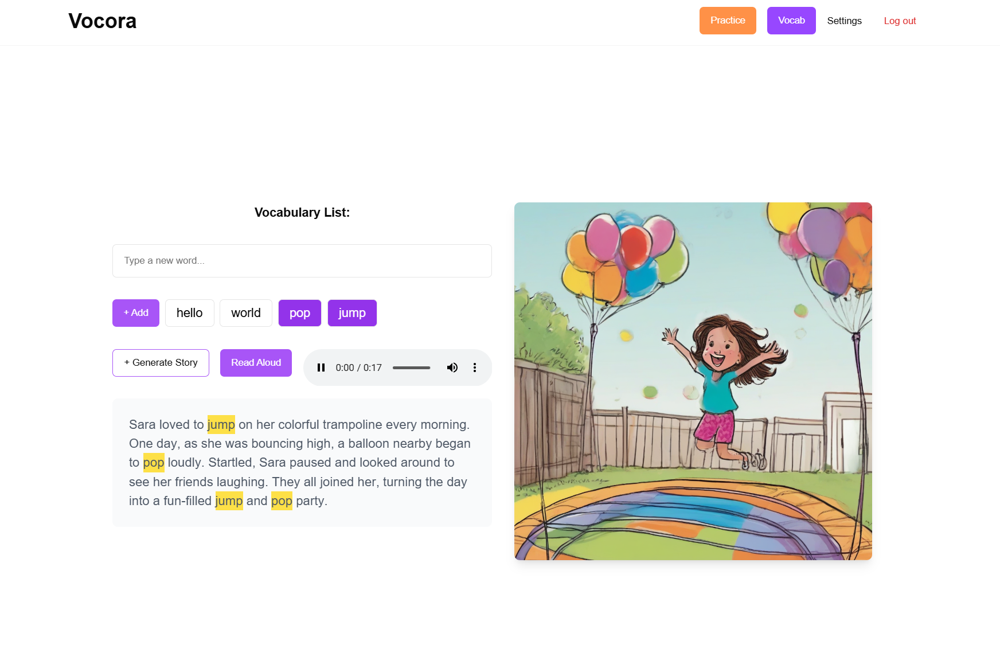 Vocora
Practice
Vocab
Settings
Log out
Vocabulary List:
Type a new word...
+ Add
hello
world
pop
jump
+ Generate Story
Read Aloud
0:00 / 0:17
Sara loved to jump on her colorful trampoline every morning.
One day, as she was bouncing high, a balloon nearby began
to pop loudly. Startled, Sara paused and looked around to
see her friends laughing. They all joined her, turning the day
into a fun-filled jump and pop party.